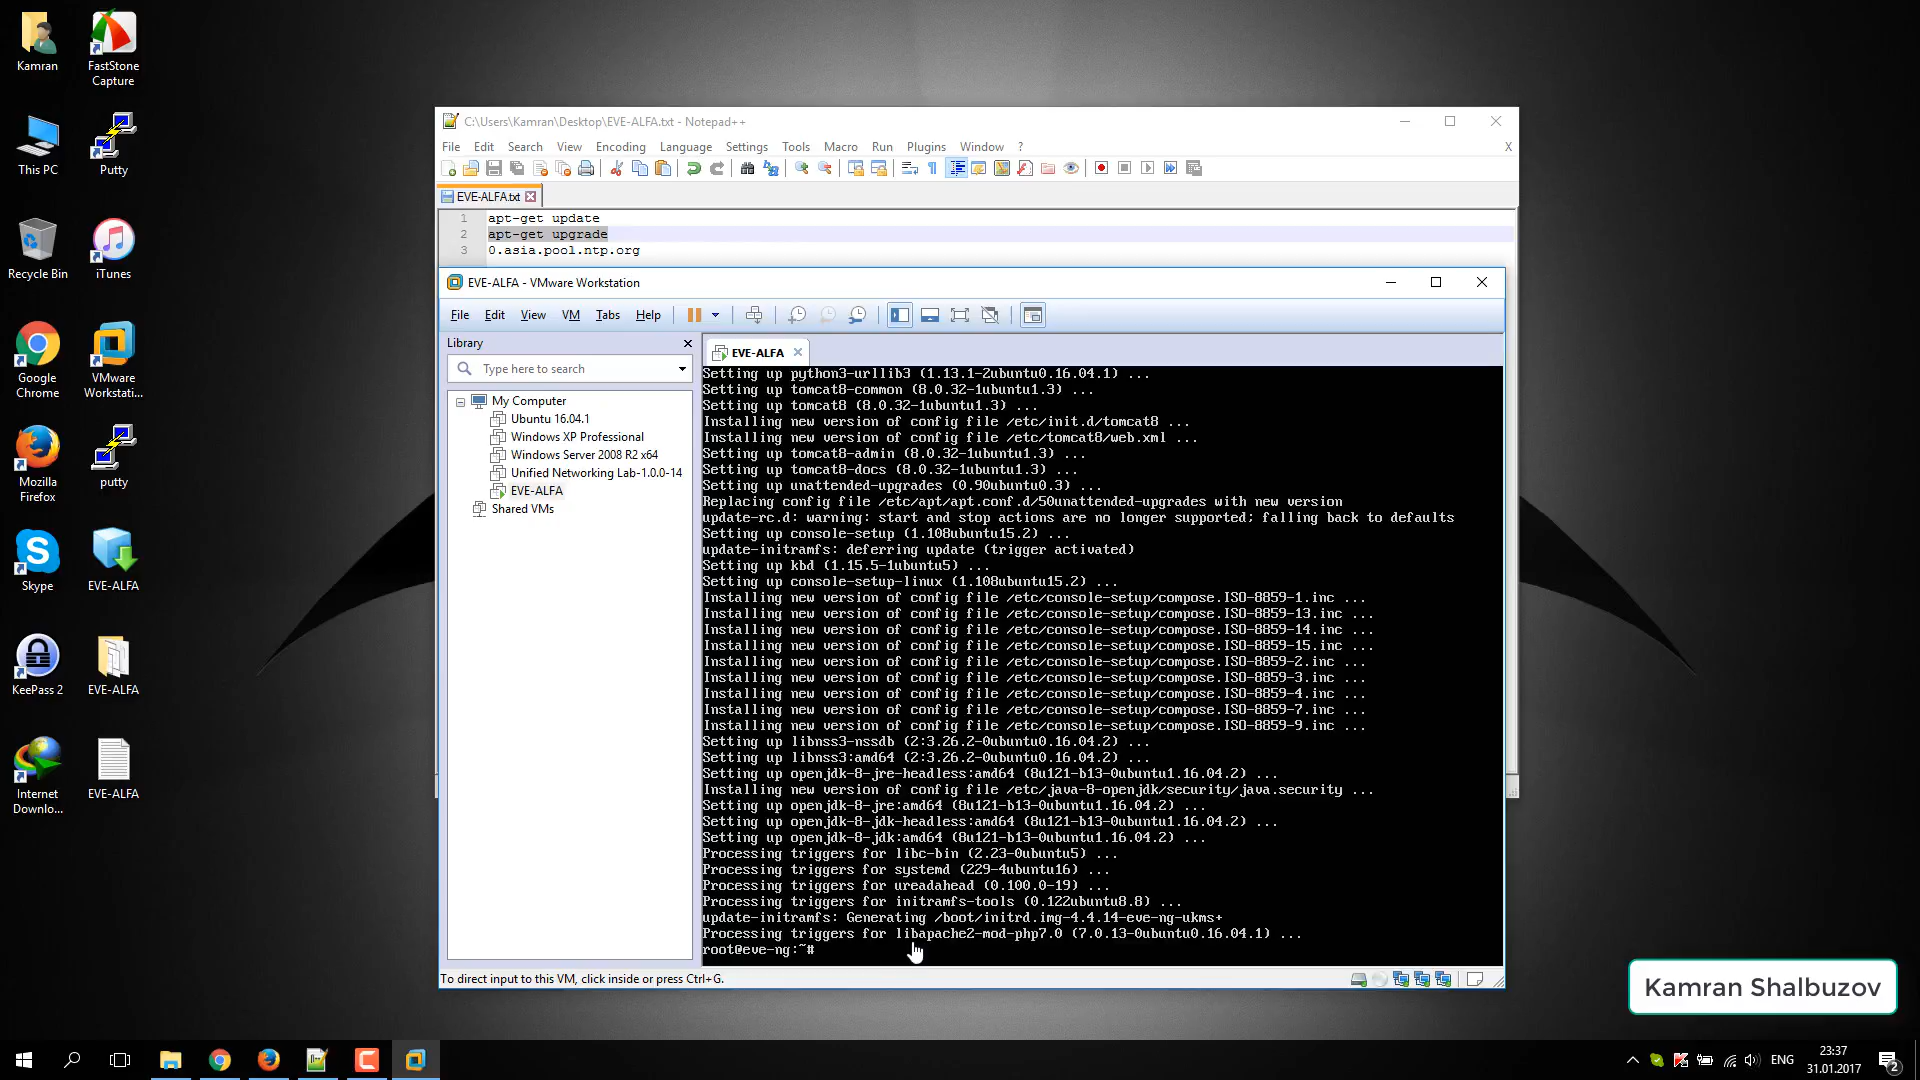 Kamran
FastStone
Capture
This PC
Putty
Recycle Bin
iTunes
Google
Chrome
VMware
Workstati...
Mozilla
Firefox
putty
Skype
EVE-ALFA
KeePass 2
EVE-ALFA
Internet
Downlo...
EVE-ALFA
C:\Users\Kamran\Desktop\EVE-ALFA.txt - Notepad++
File Edit Search View Encoding Language Settings Tools Macro Run Plugins Window ? X
EVE-ALFA.txt
1 apt-get update
2 apt-get upgrade
3 0.asia.pool.ntp.org
EVE-ALFA - VMware Workstation
File Edit View VM Tabs Help
Library
Type here to search
My Computer
Ubuntu 16.04.1
Windows XP Professional
Windows Server 2008 R2 x64
Unified Networking Lab-1.0.0-14
EVE-ALFA
Shared VMs
EVE-ALFA
Setting up python3-urllib3 (1.13.1-2ubuntu0.16.04.1) ...
Setting up tomcat8-common (8.0.32-1ubuntu1.3) ...
Setting up tomcat8 (8.0.32-1ubuntu1.3) ...
Installing new version of config file /etc/init.d/tomcat8 ...
Installing new version of config file /etc/tomcat8/web.xml ...
Setting up tomcat8-admin (8.0.32-1ubuntu1.3) ...
Setting up tomcat8-docs (8.0.32-1ubuntu1.3) ...
Setting up unattended-upgrades (0.90ubuntu0.3) ...
Replacing config file /etc/apt/apt.conf.d/50unattended-upgrades with new version
update-rc.d: warning: start and stop actions are no longer supported; falling back to defaults
Setting up console-setup (1.108ubuntu15.2) ...
update-initramfs: deferring update (trigger activated)
Setting up kbd (1.15.5-1ubuntu5) ...
Setting up console-setup-linux (1.108ubuntu15.2) ...
Installing new version of config file /etc/console-setup/compose.ISO-8859-1.inc ...
Installing new version of config file /etc/console-setup/compose.ISO-8859-13.inc ...
Installing new version of config file /etc/console-setup/compose.ISO-8859-14.inc ...
Installing new version of config file /etc/console-setup/compose.ISO-8859-15.inc ...
Installing new version of config file /etc/console-setup/compose.ISO-8859-2.inc ...
Installing new version of config file /etc/console-setup/compose.ISO-8859-3.inc ...
Installing new version of config file /etc/console-setup/compose.ISO-8859-4.inc ...
Installing new version of config file /etc/console-setup/compose.ISO-8859-7.inc ...
Installing new version of config file /etc/console-setup/compose.ISO-8859-9.inc ...
Setting up libnss3-nssdb (2:3.26.2-0ubuntu0.16.04.2) ...
Setting up libnss3:amd64 (2:3.26.2-0ubuntu0.16.04.2) ...
Setting up openjdk-8-jre-headless:amd64 (8u121-b13-0ubuntu1.16.04.2) ...
Installing new version of config file /etc/java-8-openjdk/security/java.security ...
Setting up openjdk-8-jre:amd64 (8u121-b13-0ubuntu1.16.04.2) ...
Setting up openjdk-8-jdk-headless:amd64 (8u121-b13-0ubuntu1.16.04.2) ...
Setting up openjdk-8-jdk:amd64 (8u121-b13-0ubuntu1.16.04.2) ...
Processing triggers for libc-bin (2.23-0ubuntu5) ...
Processing triggers for systemd (229-4ubuntu16) ...
Processing triggers for ureadahead (0.100.0-19) ...
Processing triggers for initramfs-tools (0.122ubuntu8.8) ...
update-initramfs: Generating /boot/initrd.img-4.4.14-eve-ng-ukms+
Processing triggers for libapache2-mod-php7.0 (7.0.13-0ubuntu0.16.04.1) ...
root@eve-ng:~#
To direct input to this VM, click inside or press Ctrl+G.
Kamran Shalbuzov
ENG
23:37
31.01.2017
2